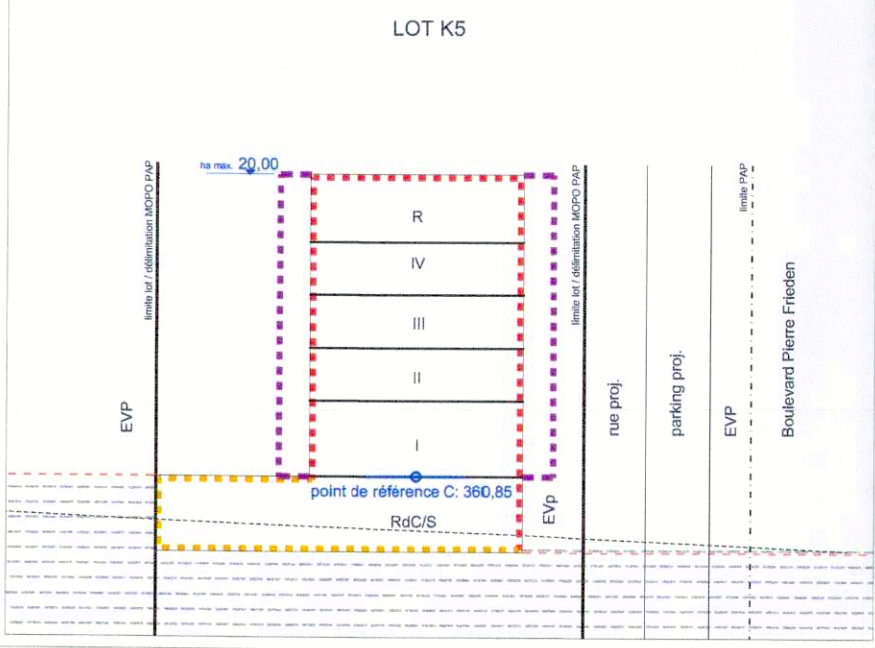 LOT K5
ha max. 20,00
limite lot / délimitation MOPO PAP
R
IV
III
II
I
point de référence C: 360,85
RdC/S
EVP
EVp
limite lot / délimitation MOPO PAP
rue proj.
parking proj.
EVP
limite PAP
Boulevard Pierre Frieden